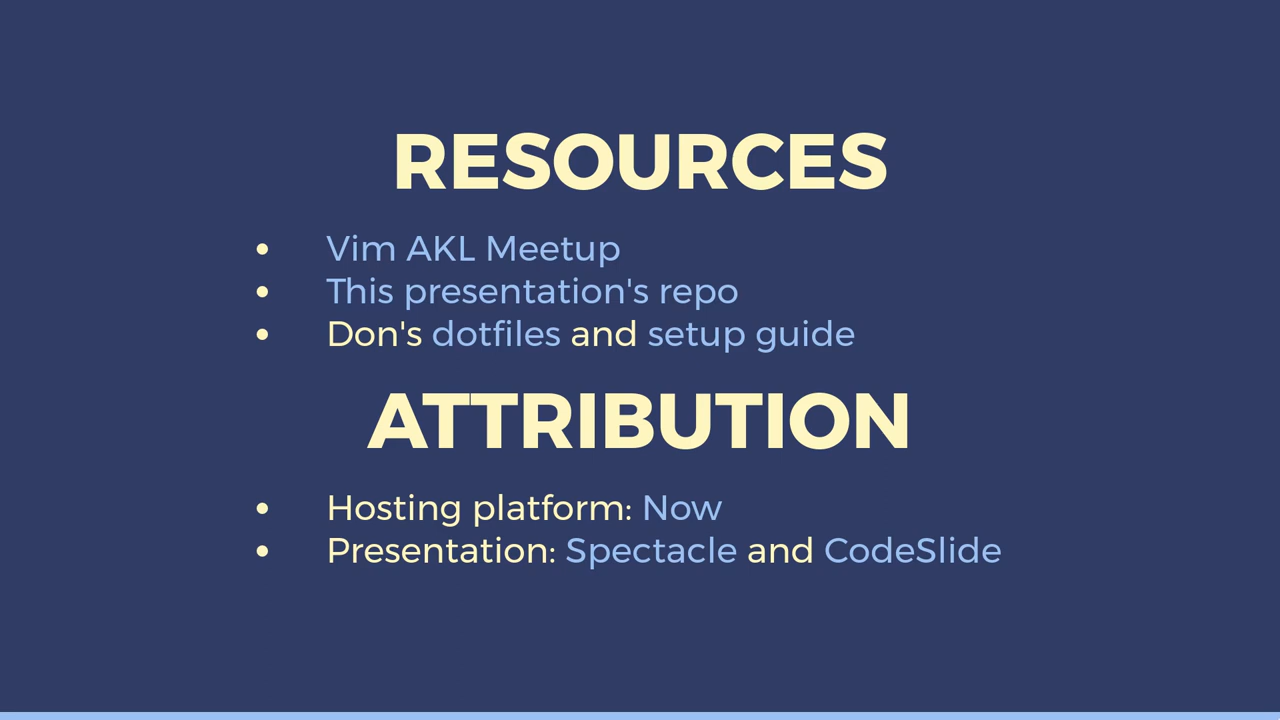 RESOURCES
• Vim AKL Meetup
• This presentation's repo
• Don's dotfiles and setup guide
ATTRIBUTION
• Hosting platform: Now
• Presentation: Spectacle and CodeSlide